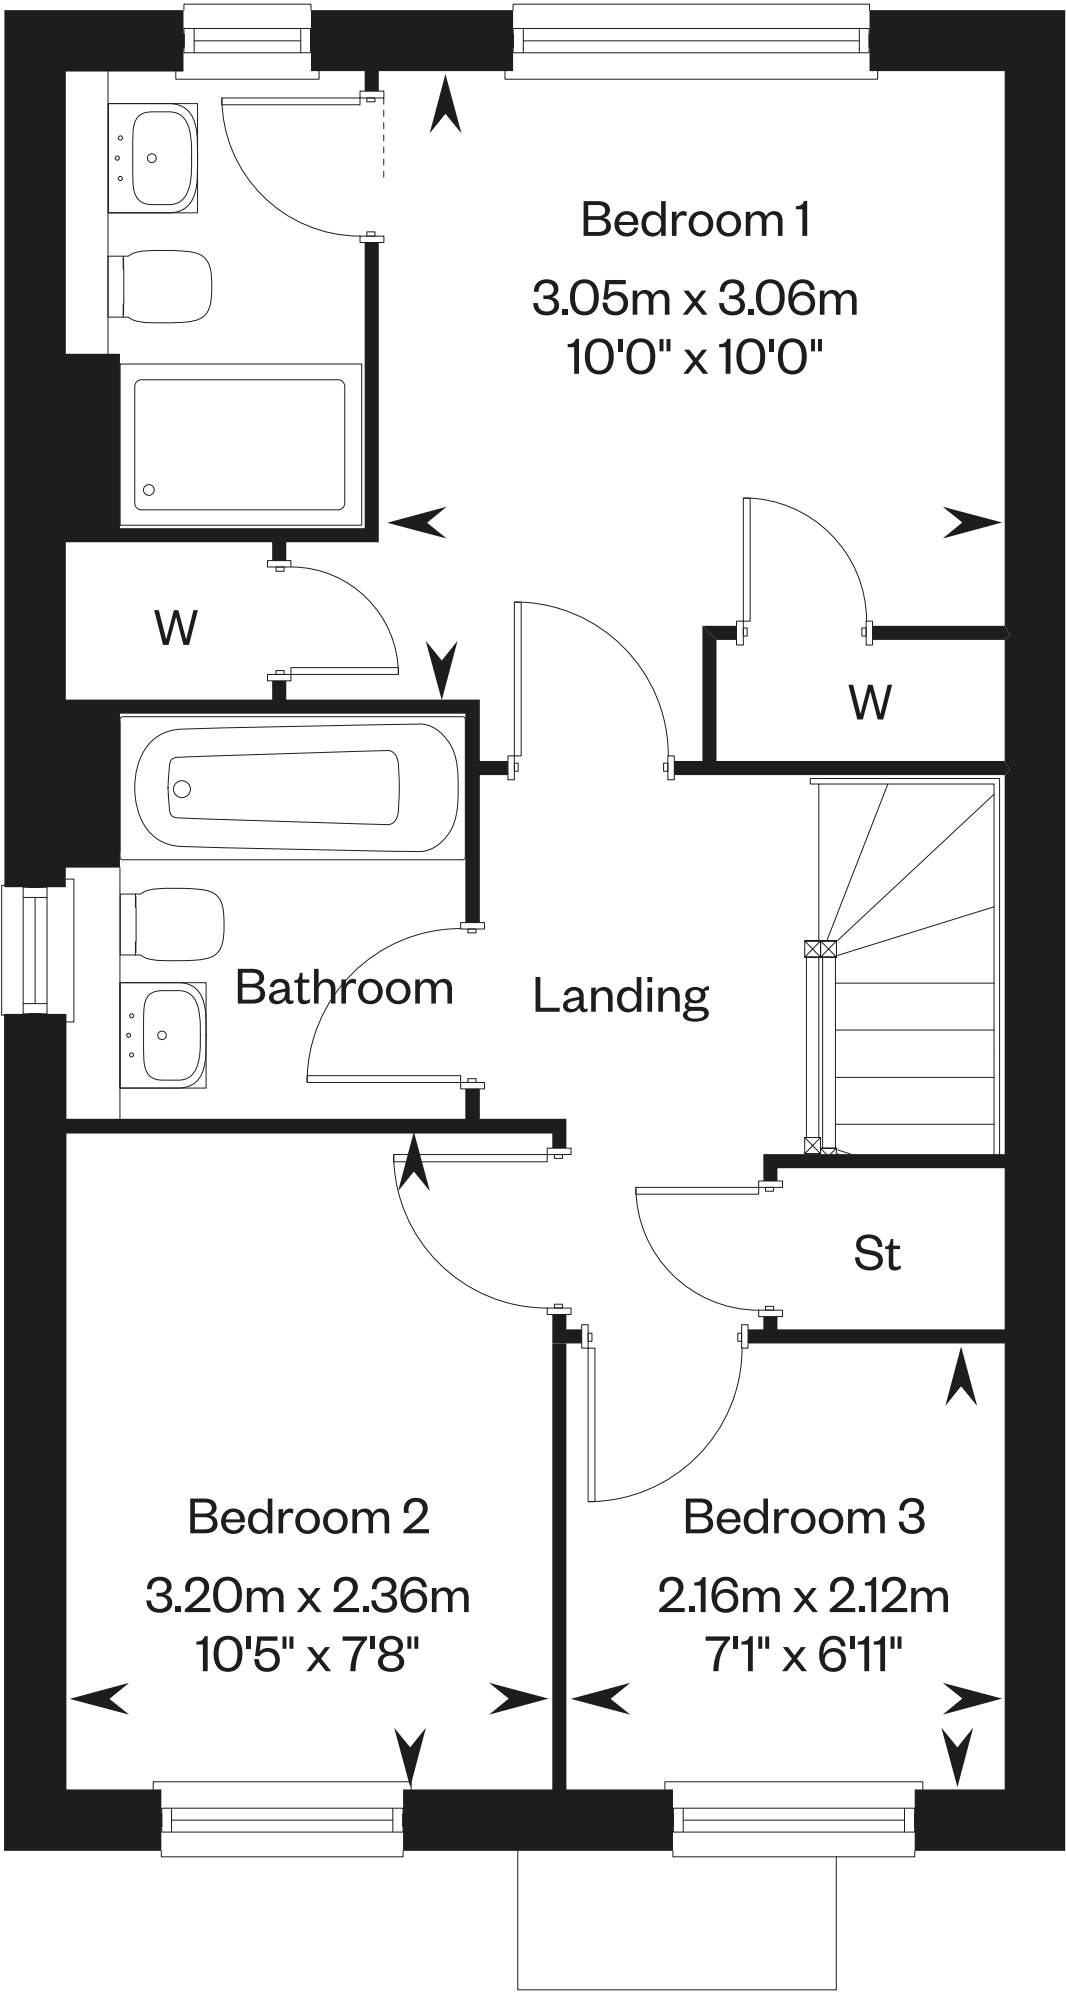 Bedroom 1
3.05m x 3.06m
10'0" x 10'0"
W
W
Bathroom
Landing
St
Bedroom 2
3.20m x 2.36m
10'5" x 7'8"
Bedroom 3
2.16m x 2.12m
7'1" x 6'11"